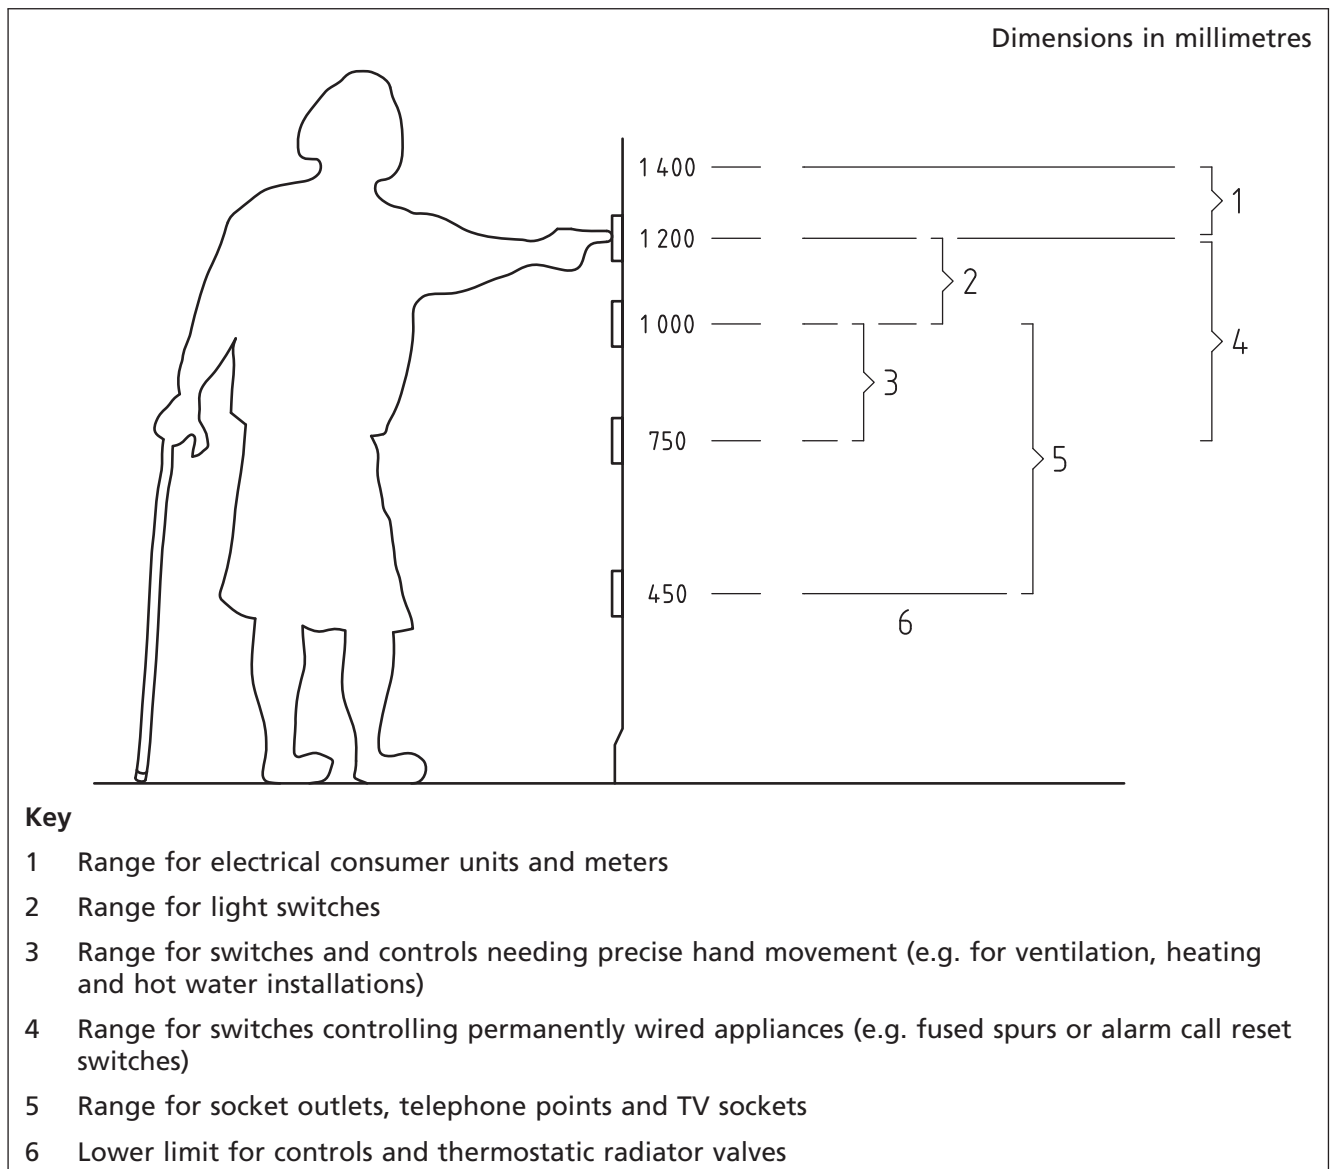 Dimensions in millimetres
1 400
1
1 200
2
1 000
4
3
750
5
450
6
Key
1 Range for electrical consumer units and meters
2 Range for light switches
3 Range for switches and controls needing precise hand movement (e.g. for ventilation, heating
and hot water installations)
4 Range for switches controlling permanently wired appliances (e.g. fused spurs or alarm call reset
switches)
5 Range for socket outlets, telephone points and TV sockets
6 Lower limit for controls and thermostatic radiator valves